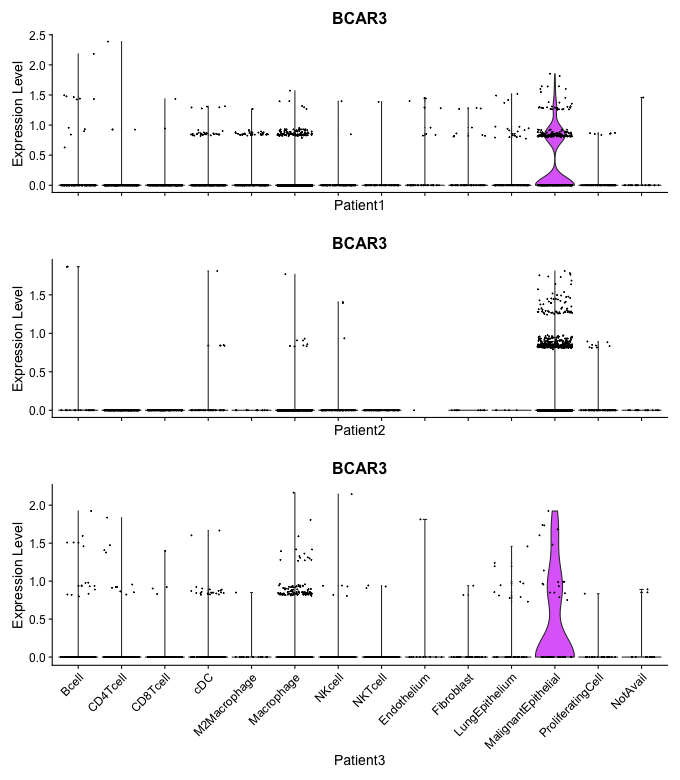 BCAR3
Expression Level
2.5
2.0
1.5
1.0
0.5
0.0
Patient1
BCAR3
Expression Level
1.5
1.0
0.5
0.0
Patient2
BCAR3
Expression Level
2.0
1.5
1.0
0.5
0.0
Bcell
CD4Tcell
CD8Tcell
cDC
M2Macrophage
Macrophage
NKcell
NKTcell
Endothelium
Fibroblast
LungEpithelium
MalignantEpithelial
ProliferatingCell
NotAvail
Patient3